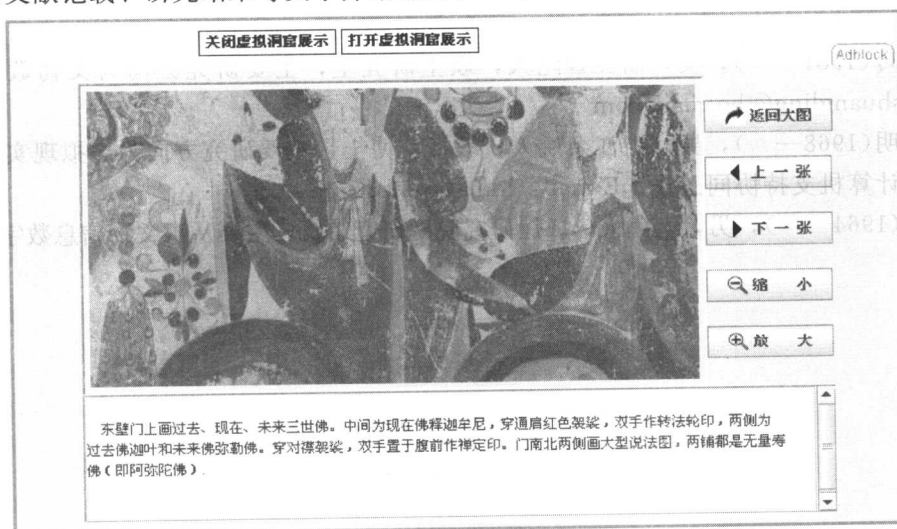 关闭虚拟洞窟展示 打开虚拟洞窟展示
Adblock
返回大图
上一张
下一张
缩 小
放 大
东壁门上画过去、现在、未来三世佛。中间为现在佛释迦牟尼，穿通肩红色袈裟，双手作转法轮印，两侧为
过去佛迦叶和未来佛弥勒佛。穿对襟袈裟，双手置于腹前作禅定印。门南北两侧画大型说法图，两铺都是无量寿
佛（即阿弥陀佛）.